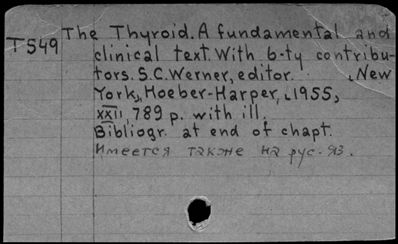 T549
The Thyroid. A fundamental and
clinical text. With 6-ty contribu-
tors. S.C. Werner, editor. , New
York, Hoeber-Harper, 1955,
XXII, 789 p. with ill.
Bibliogr. at end of chapt.
Имеется также на рус. яз.